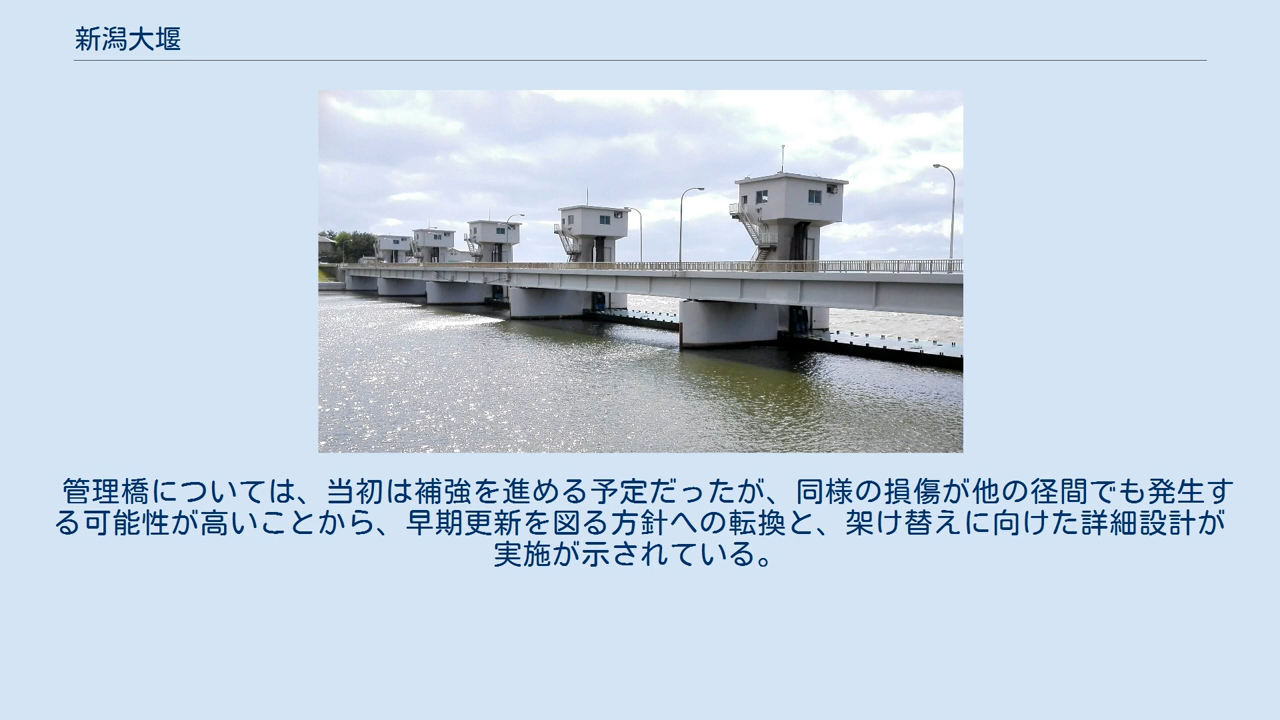 新潟大堰
管理橋については、当初は補強を進める予定だったが、同様の損傷が他の径間でも発生す
る可能性が高いことから、早期更新を図る方針への転換と、架け替えに向けた詳細設計が
実施が示されている。